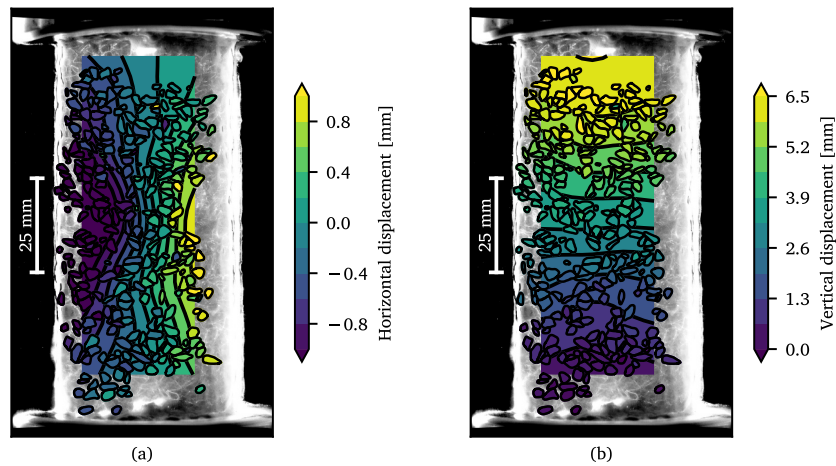 25 mm
0.8
0.4
0.0
−0.4
−0.8
Horizontal displacement [mm]
(a)
25 mm
6.5
5.2
3.9
2.6
1.3
0.0
Vertical displacement [mm]
(b)